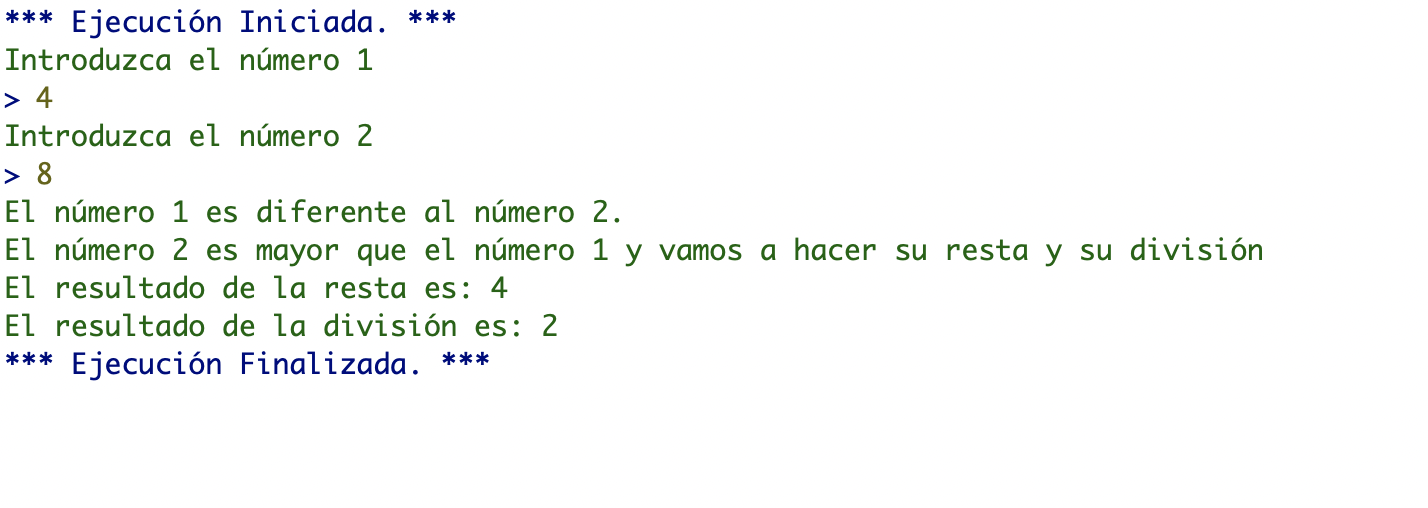 *** Ejecución Iniciada. ***
Introduzca el número 1
> 4
Introduzca el número 2
> 8
El número 1 es diferente al número 2.
El número 2 es mayor que el número 1 y vamos a hacer su resta y su división
El resultado de la resta es: 4
El resultado de la división es: 2
*** Ejecución Finalizada. ***